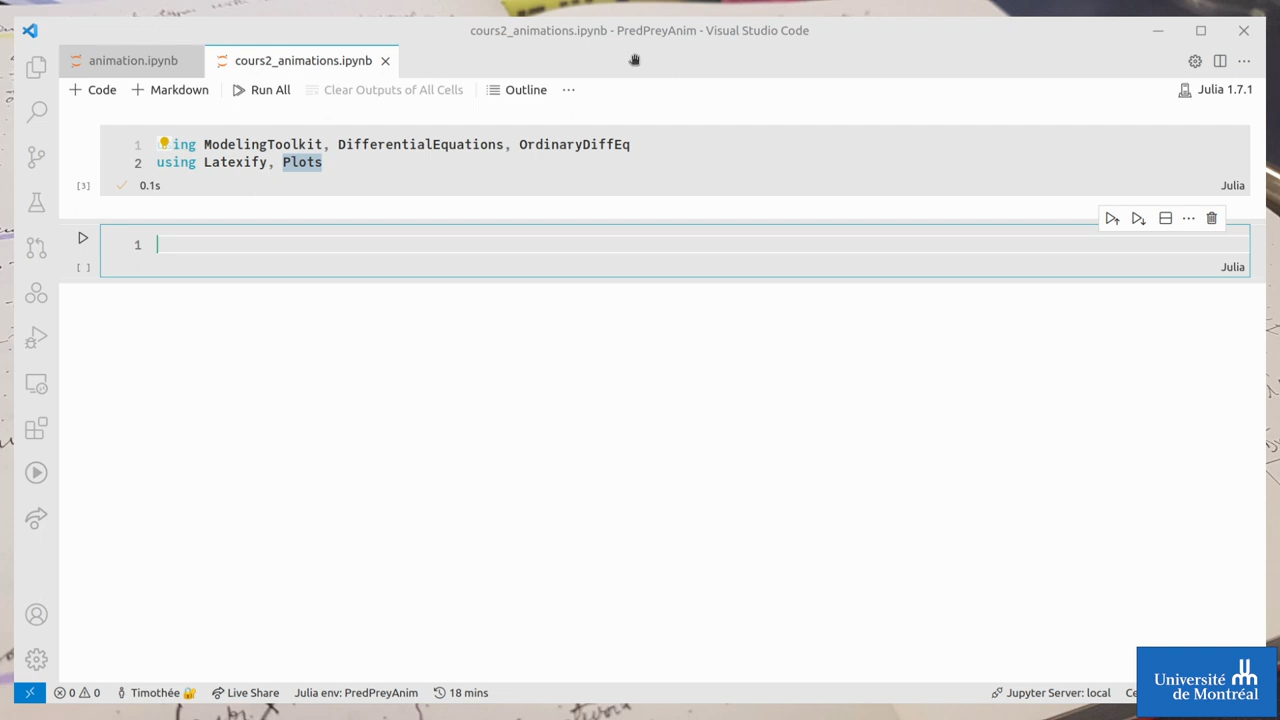 cours2_animations.ipynb - PredPreyAnim - Visual Studio Code
animation.ipynb
cours2_animations.ipynb
Code
Markdown
Run All
Clear Outputs of All Cells
Outline
Julia 1.7.1
1 ing ModelingToolkit, DifferentialEquations, OrdinaryDiffEq
2 using Latexify, Plots
[3]
0.1s
Julia
1
[ ]
Julia
0 0
Timothée
Live Share
Julia env: PredPreyAnim
18 mins
Jupyter Server: local
Ce
Université
de Montréal